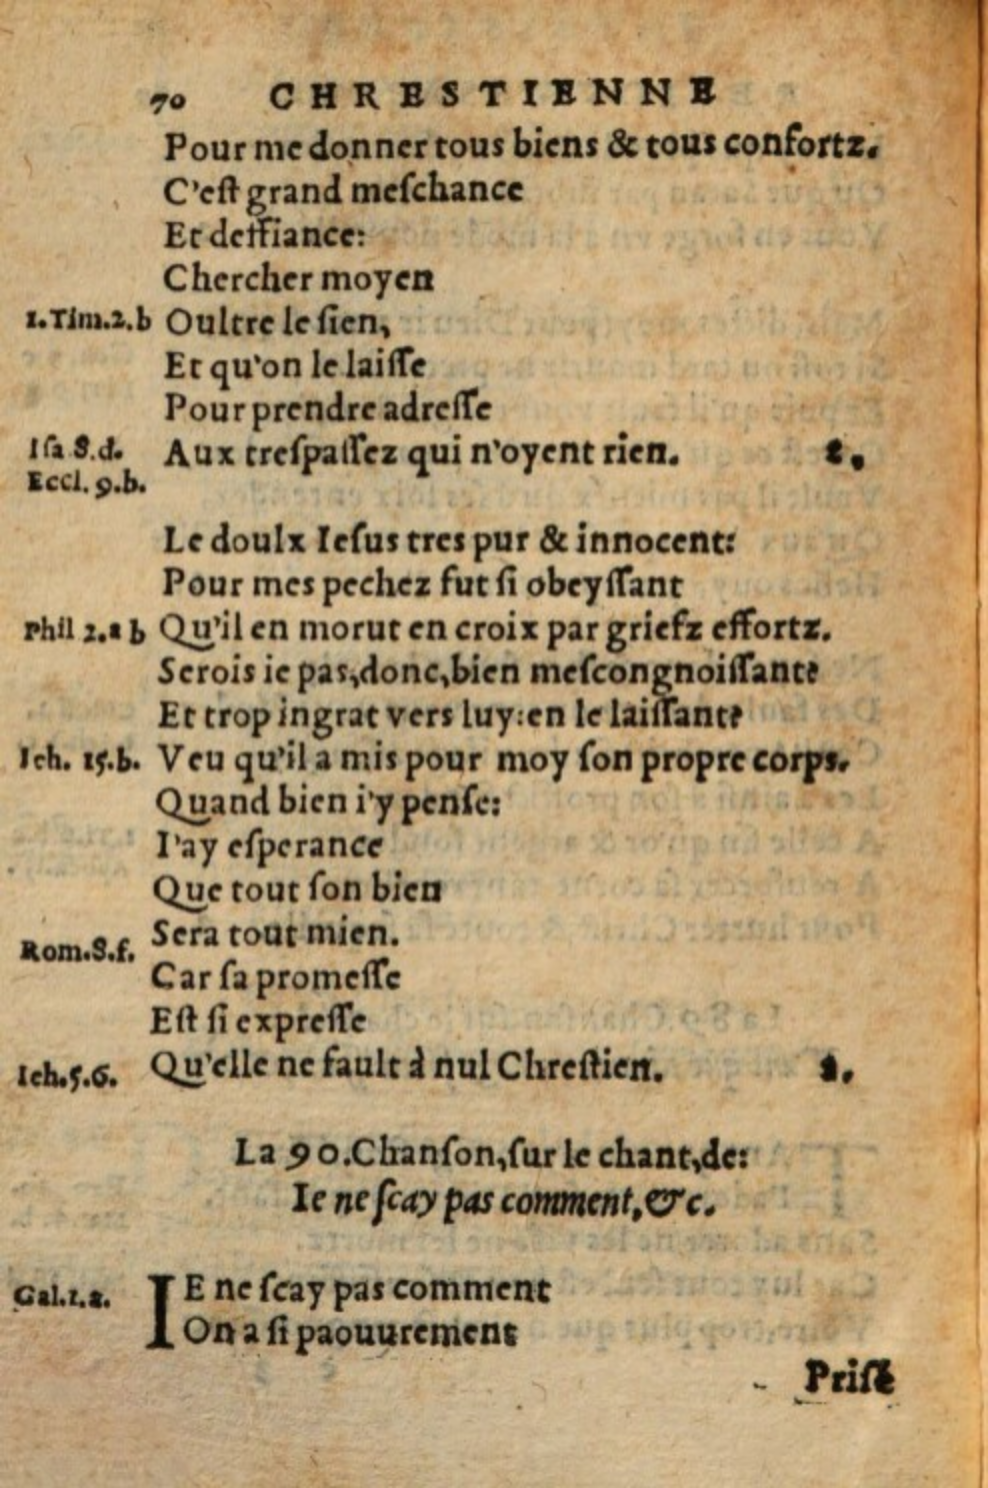 70 CHRESTIENNE
Pour me donner tous biens & tous confortz.
C'eſt grand meſchance
Et deffiance:
Chercher moyen
1.Tim.2.b Oultre le ſien,
Et qu'on le laiſſe
Pour prendre adreſſe
Iſa 8.d. Aux treſpaſſez qui n'oyent rien.
Eccl. 9.b.
Le doulx Ieſus tres pur & innocent:
Pour mes pechez fut ſi obeyſſant
Phil 2.a b Qu'il en morut en croix par griefz effortz.
Serois ie pas,donc,bien meſcongnoiſſant?
Et trop ingrat vers luy:en le laiſſant?
Ieh. 15.b. Veu qu'il a mis pour moy ſon propre corps.
Quand bien i'y penſe:
I'ay eſperance
Que tout ſon bien
Sera tout mien.
Rom.8.f.
Car ſa promeſſe
Eſt ſi expreſſe
Ieh.5.6. Qu'elle ne fault à nul Chreſtien.
La 90.Chanſon,ſur le chant,de:
Ie ne ſcay pas comment,&c.
Gal.1.a. IE ne ſcay pas comment
On a ſi paouurement
Priſé